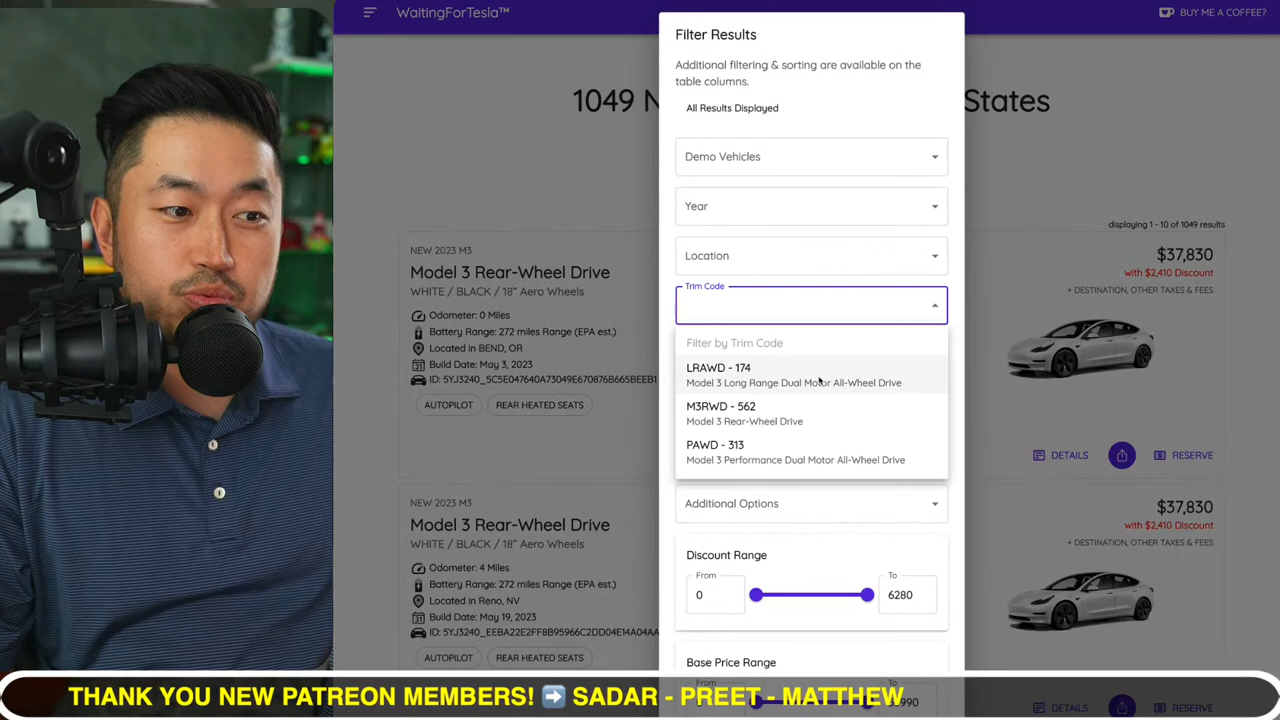 WaitingForTesla™
BUY ME A COFFEE?
Filter Results
Additional filtering & sorting are available on the
table columns.
All Results Displayed
1049 N
States
Demo Vehicles
Year
Location
Trim Code
Filter by Trim Code
LRAWD - 174
Model 3 Long Range Dual Motor All-Wheel Drive
M3RWD - 562
Model 3 Rear-Wheel Drive
PAWD - 313
Model 3 Performance Dual Motor All-Wheel Drive
Additional Options
Discount Range
From
0
To
6280
Base Price Range
From
To
displaying 1 - 10 of 1049 results
NEW 2023 M3
Model 3 Rear-Wheel Drive
WHITE / BLACK / 18" Aero Wheels
Odometer: 0 Miles
Battery Range: 272 miles Range (EPA est.)
Located in BEND, OR
Build Date: May 3, 2023
ID: 5YJ3240_5C5E047640A73049E670876B665BEEB1
AUTOPILOT
REAR HEATED SEATS
$37,830
with $2,410 Discount
+ DESTINATION, OTHER TAXES & FEES
DETAILS
RESERVE
NEW 2023 M3
Model 3 Rear-Wheel Drive
WHITE / BLACK / 18" Aero Wheels
Odometer: 4 Miles
Battery Range: 272 miles Range (EPA est.)
Located in Reno, NV
Build Date: May 19, 2023
ID: 5YJ3240_EEBA22E2FF8B95966C2DD04E14A04AA
AUTOPILOT
REAR HEATED SEATS
$37,830
with $2,410 Discount
+ DESTINATION, OTHER TAXES & FEES
DETAILS
RESERVE
THANK YOU NEW PATREON MEMBERS! ➡️ SADAR - PREET - MATTHEW